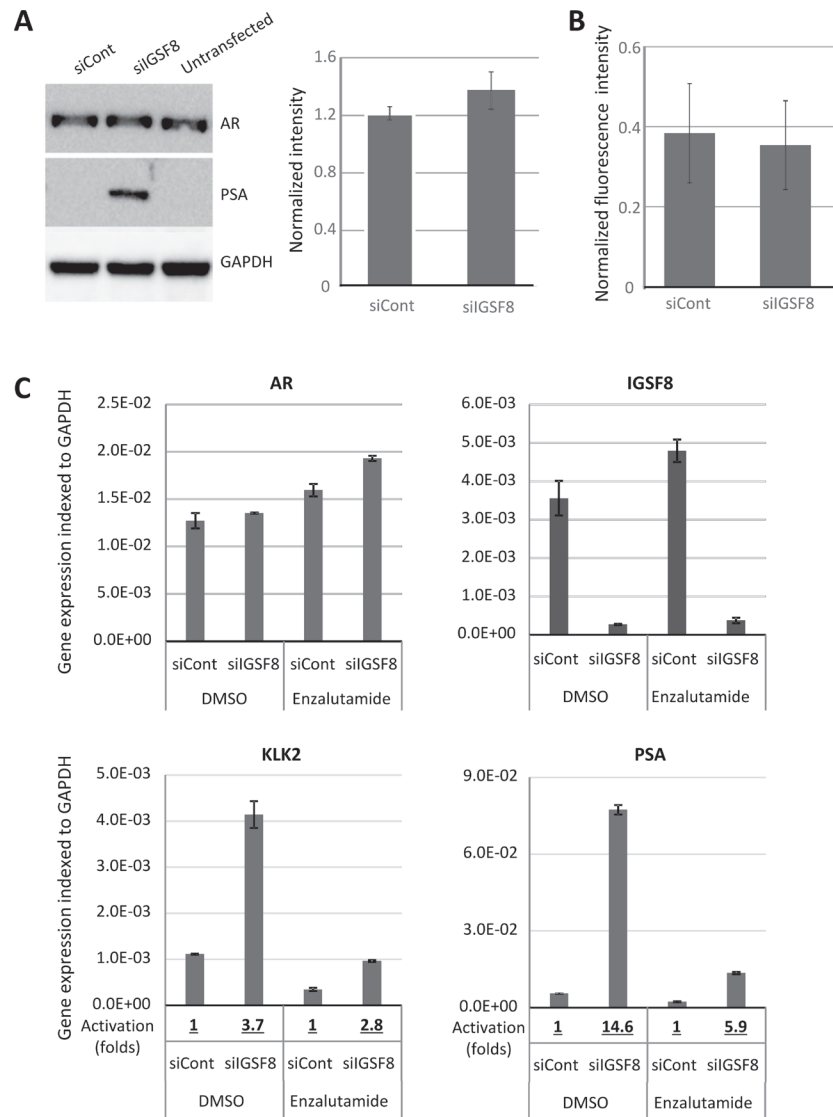 A
siCont
siIGSF8
Untransfected
AR
PSA
GAPDH
Normalized intensity
1.6
1.2
1.4
0.6
0
siCont
siIGSF8
B
Normalized fluorescence intensity
0.6
0.4
0.2
0
siCont
siIGSF8
C
AR
Gene expression indexed to GAPDH
2.5E-02
2.0E-02
1.5E-02
1.0E-02
5.0E-03
0.0E+00
siCont siIGSF8 siCont siIGSF8
DMSO Enzalutamide
IGSF8
6.0E-03
5.0E-03
4.0E-03
3.0E-03
2.0E-03
1.0E-03
0.0E+00
siCont siIGSF8 siCont siIGSF8
DMSO Enzalutamide
KLK2
Gene expression indexed to GAPDH
5.0E-03
4.0E-03
3.0E-03
2.0E-03
1.0E-03
0.0E+00
Activation 1 3.7 1 2.8
(folds)
siCont siIGSF8 siCont siIGSF8
DMSO Enzalutamide
PSA
9.0E-02
6.0E-02
3.0E-02
0.0E+00
Activation 1 14.6 1 5.9
(folds)
siCont siIGSF8 siCont siIGSF8
DMSO Enzalutamide